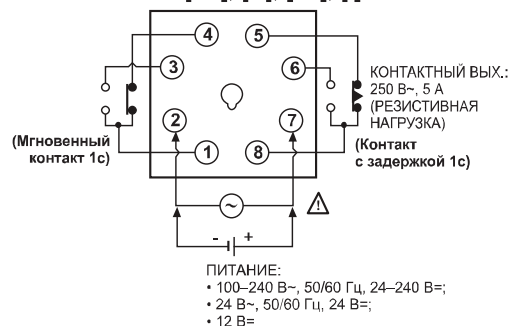 4 5
3 6
КОНТАКТНЫЙ ВЫХ.:
250 В~, 5 А
(РЕЗИСТИВНАЯ
НАГРУЗКА)
2 7
(Мгновенный
контакт 1с)
1 8
(Контакт
с задержкой 1с)
~
- +
ПИТАНИЕ:
• 100–240 В~, 50/60 Гц, 24–240 В=;
• 24 В~, 50/60 Гц, 24 В=;
• 12 В=